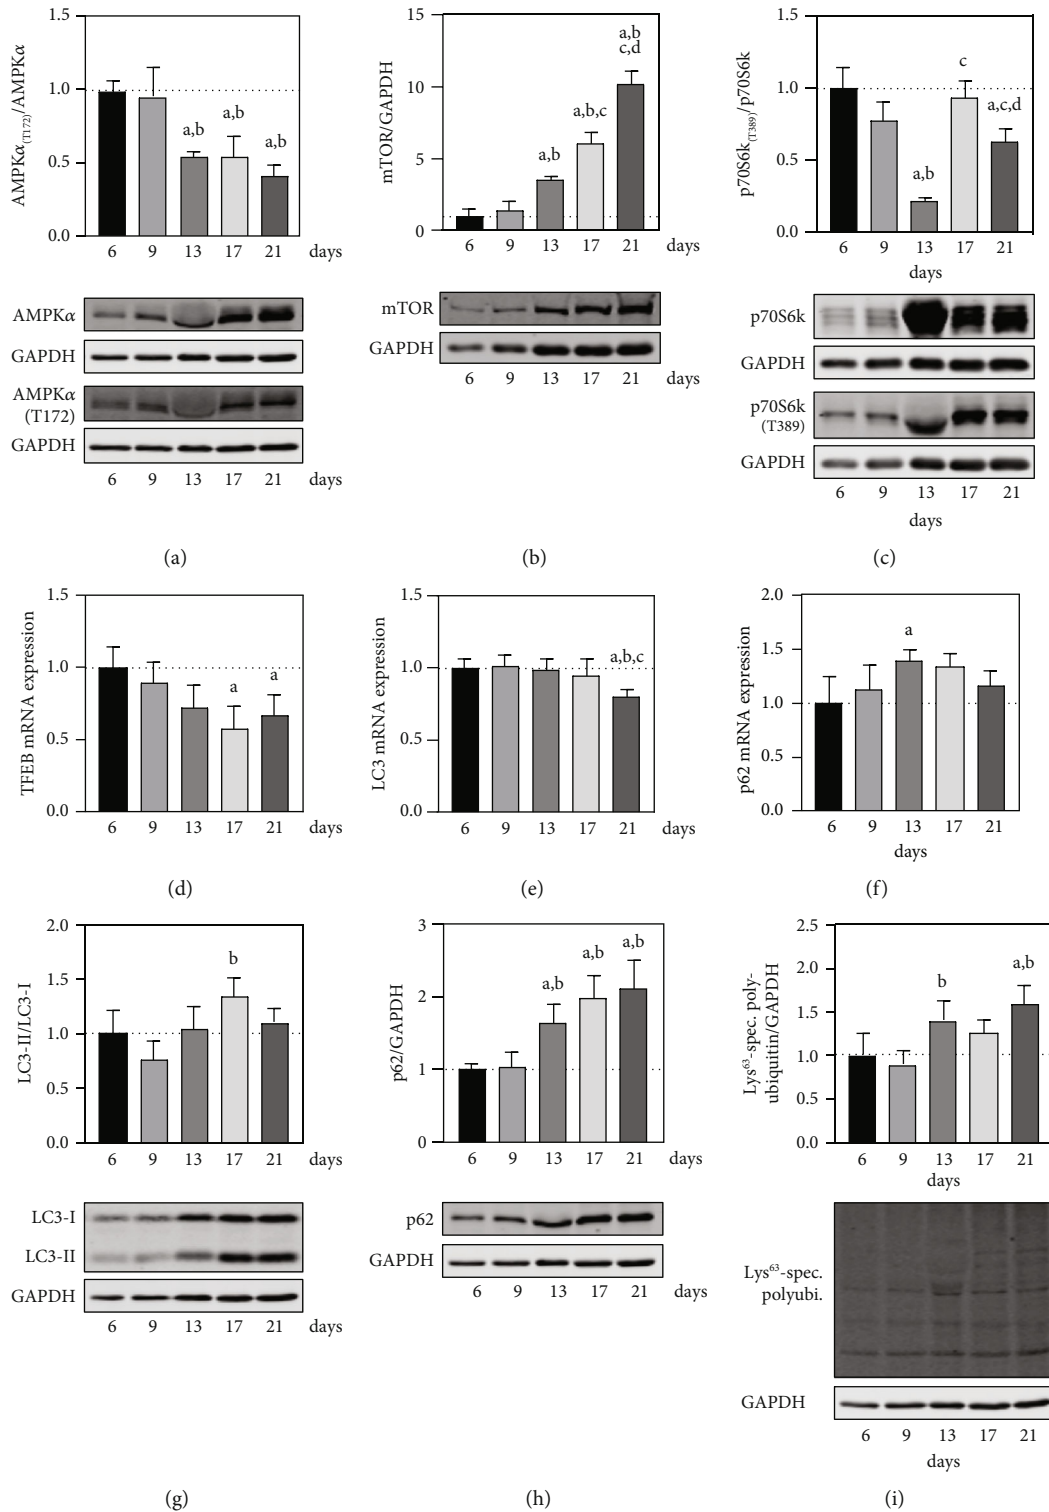 AMPKα(T172)/AMPKα
1.5
1.0
0.5
0.0
a,b
a,b
a,b
6 9 13 17 21 days
AMPKα
GAPDH
AMPKα
(T172)
GAPDH
6 9 13 17 21 days
(a)
mTOR/GAPDH
15
10
5
0
a,b
a,b,c
a,b
c,d
6 9 13 17 21 days
mTOR
GAPDH
6 9 13 17 21 days
(b)
p70S6k(T389)/p70S6k
1.5
1.0
0.5
0.0
a,b
c
a,c,d
6 9 13 17 21
days
p70S6k
GAPDH
p70S6k
(T389)
GAPDH
6 9 13 17 21
days
(c)
TFEB mRNA expression
1.5
1.0
0.5
0.0
a
a
6 9 13 17 21 days
(d)
LC3 mRNA expression
1.5
1.0
0.5
0.0
a,b,c
6 9 13 17 21 days
(e)
p62 mRNA expression
2.0
1.5
1.0
0.5
0.0
a
6 9 13 17 21
days
(f)
LC3-II/LC3-I
2.0
1.5
1.0
0.5
0.0
b
6 9 13 17 21 days
LC3-I
LC3-II
GAPDH
6 9 13 17 21 days
(g)
p62/GAPDH
3
2
1
0
a,b
a,b
a,b
6 9 13 17 21 days
p62
GAPDH
6 9 13 17 21 days
(h)
Lys⁶³-spec. poly-
ubiquitin/GAPDH
2.5
2.0
1.5
1.0
0.5
0.0
b
a,b
6 9 13 17 21
days
Lys⁶³-spec.
polyubi.
GAPDH
6 9 13 17 21
days
(i)